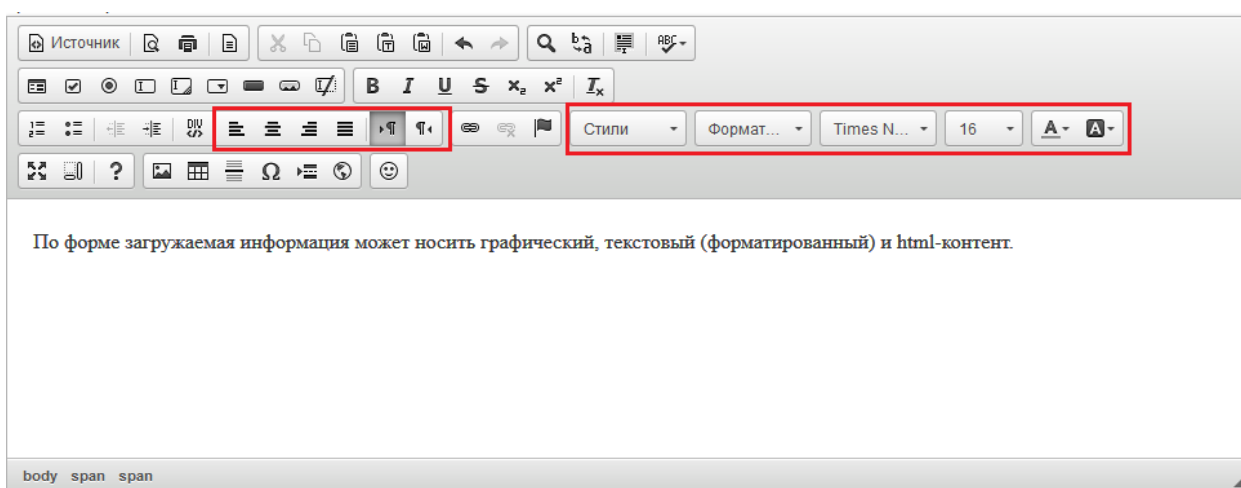 Источник
ABC
B I U S x₂ x² Iₓ
DIV
Стили Формат... Times N... 16 A A
? Ω
По форме загружаемая информация может носить графический, текстовый (форматированный) и html-контент.
body span span